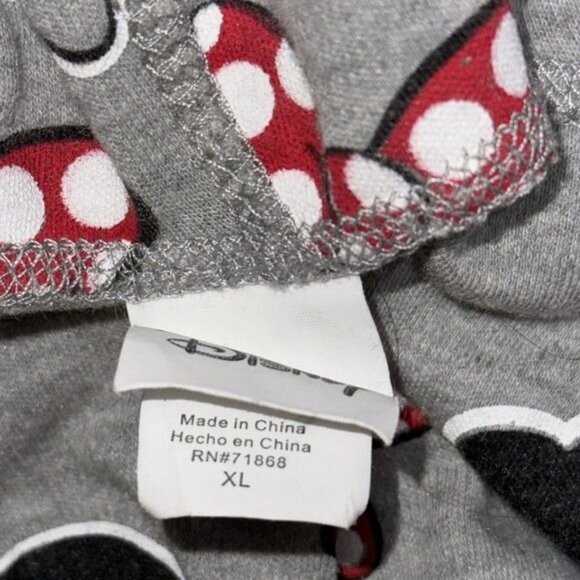 Disney
Made in China
Hecho en China
RN#71868
XL